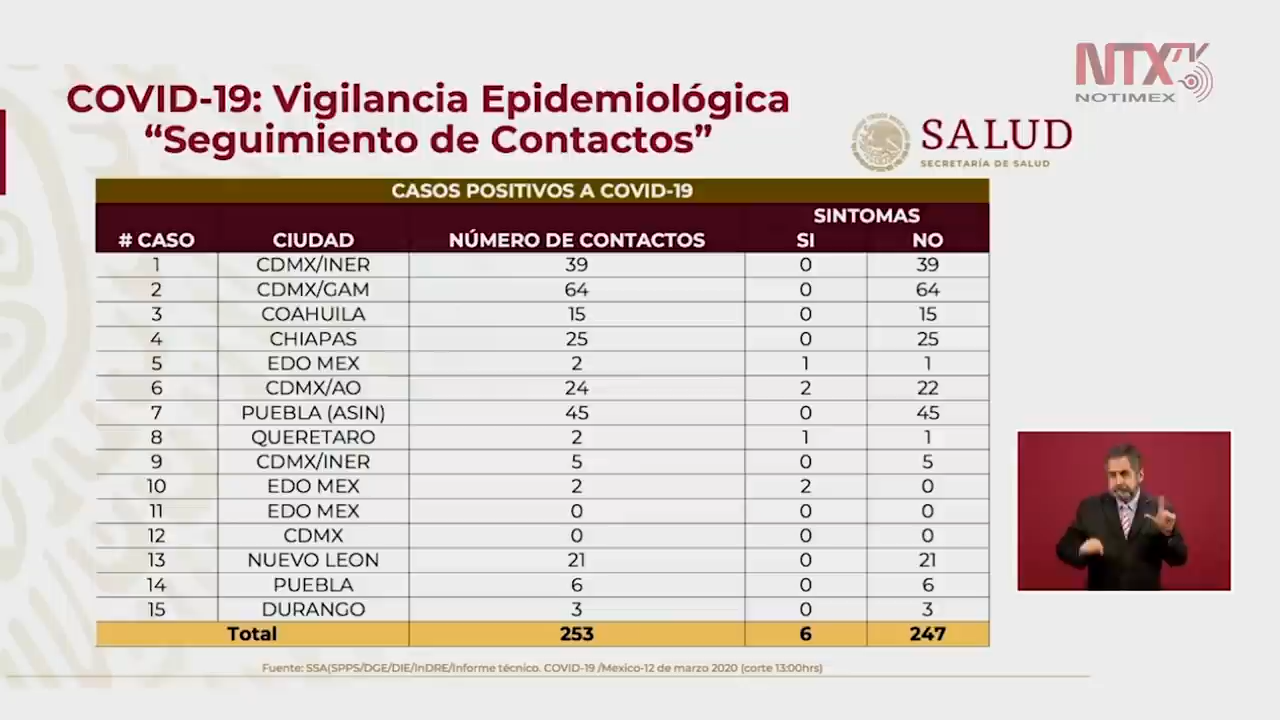 NTX
NOTIMEX
COVID-19: Vigilancia Epidemiológica
“Seguimiento de Contactos”
SALUD
SECRETARÍA DE SALUD
CASOS POSITIVOS A COVID-19
SINTOMAS
# CASO CIUDAD NÚMERO DE CONTACTOS SI NO
1 CDMX/INER 39 0 39
2 CDMX/GAM 64 0 64
3 COAHUILA 15 0 15
4 CHIAPAS 25 0 25
5 EDO MEX 2 1 1
6 CDMX/AO 24 2 22
7 PUEBLA (ASIN) 45 0 45
8 QUERETARO 2 1 1
9 CDMX/INER 5 0 5
10 EDO MEX 2 2 0
11 EDO MEX 0 0 0
12 CDMX 0 0 0
13 NUEVO LEON 21 0 21
14 PUEBLA 6 0 6
15 DURANGO 3 0 3
Total 253 6 247
Fuente: SSA(SPPS/DGE/DIE/InDRE/Informe técnico. COVID-19 /Mexico-12 de marzo 2020 (corte 13:00hrs)